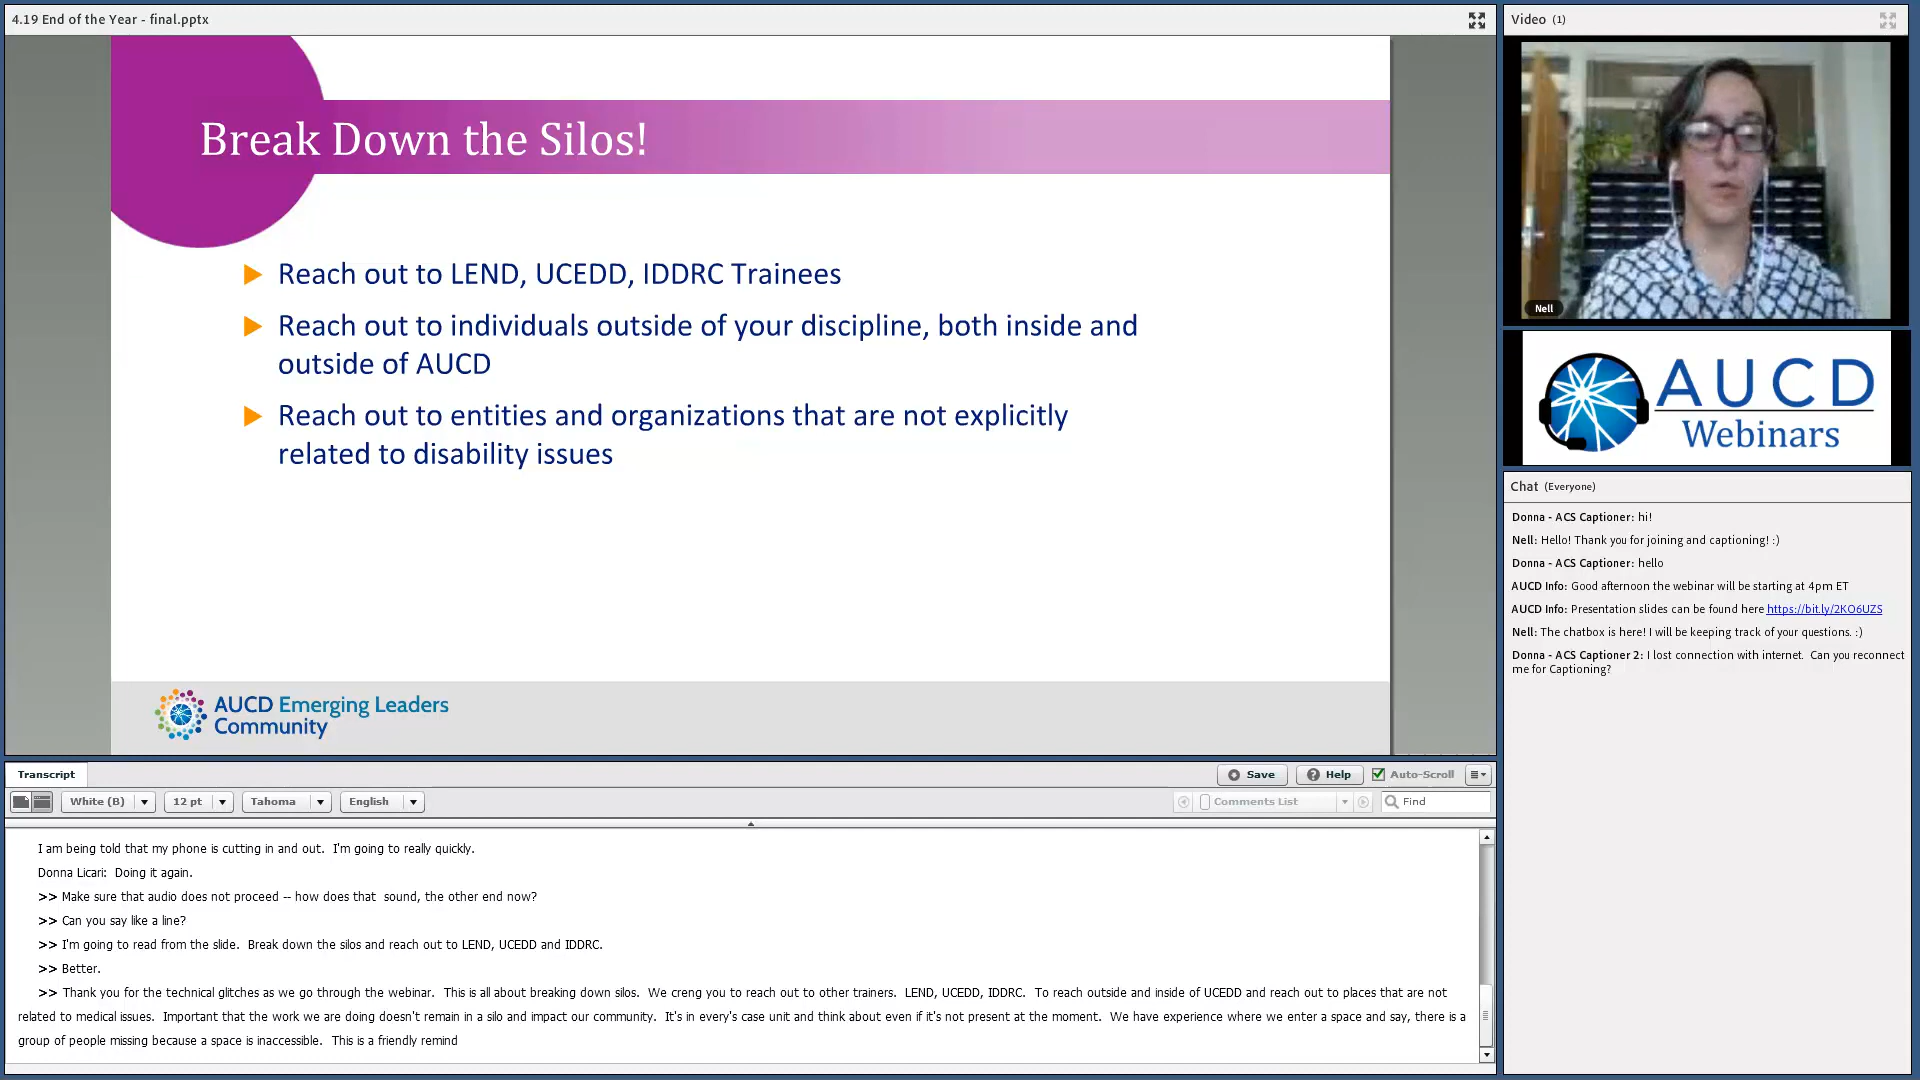 4.19 End of the Year - final.pptx
Break Down the Silos!
Reach out to LEND, UCEDD, IDDRC Trainees
Reach out to individuals outside of your discipline, both inside and
outside of AUCD
Reach out to entities and organizations that are not explicitly
related to disability issues
AUCD Emerging Leaders
Community
Video (1)
Nell
AUCD
Webinars
Chat (Everyone)
Donna - ACS Captioner: hi!
Nell: Hello! Thank you for joining and captioning! :)
Donna - ACS Captioner: hello
AUCD Info: Good afternoon the webinar will be starting at 4pm ET
AUCD Info: Presentation slides can be found here https://bit.ly/2KO6UZS
Nell: The chatbox is here! I will be keeping track of your questions. :)
Donna - ACS Captioner 2: I lost connection with internet. Can you reconnect
me for Captioning?
Transcript
Save
Help
Auto-Scroll
White (B)
12 pt
Tahoma
English
Comments List
Find
I am being told that my phone is cutting in and out. I'm going to really quickly.
Donna Licari: Doing it again.
>> Make sure that audio does not proceed -- how does that sound, the other end now?
>> Can you say like a line?
>> I'm going to read from the slide. Break down the silos and reach out to LEND, UCEDD and IDDRC.
>> Better.
>> Thank you for the technical glitches as we go through the webinar. This is all about breaking down silos. We creng you to reach out to other trainers. LEND, UCEDD, IDDRC. To reach outside and inside of UCEDD and reach out to places that are not
related to medical issues. Important that the work we are doing doesn't remain in a silo and impact our community. It's in every's case unit and think about even if it's not present at the moment. We have experience where we enter a space and say, there is a
group of people missing because a space is inaccessible. This is a friendly remind